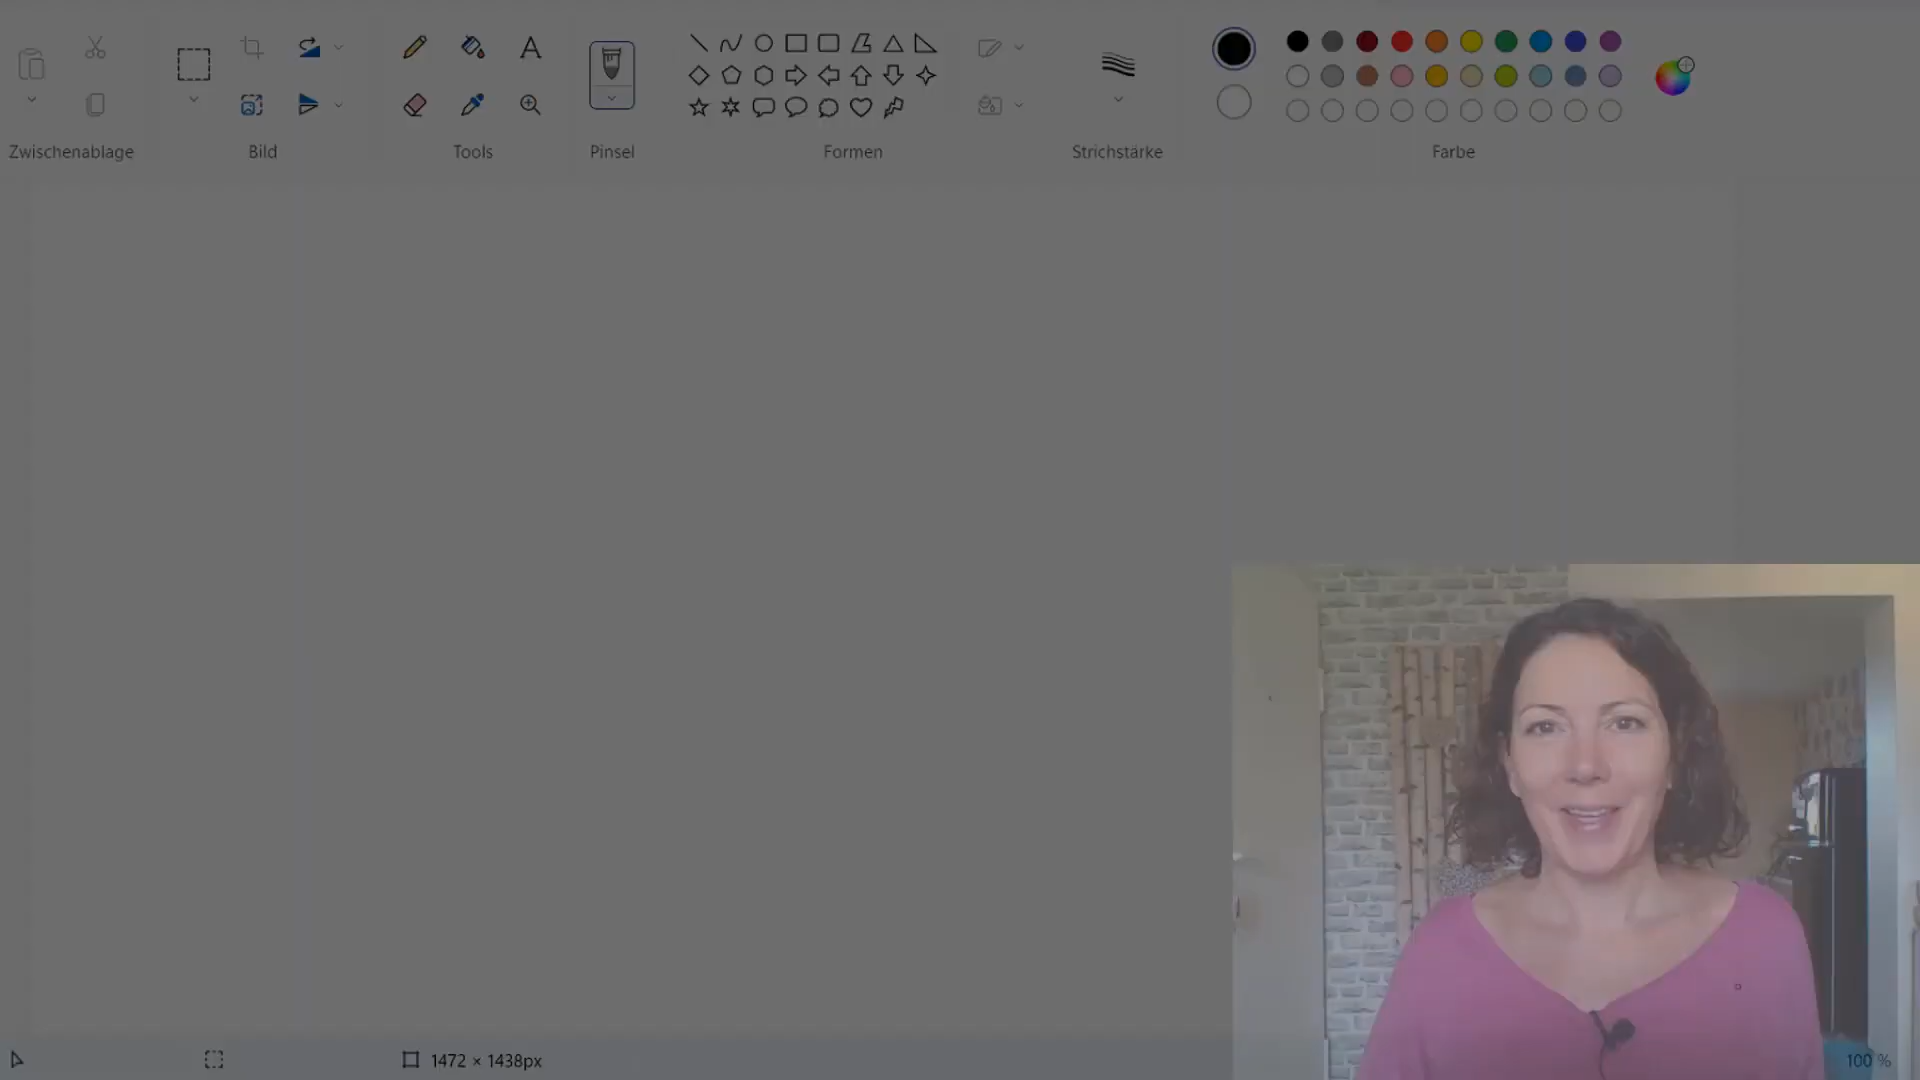 Zwischenablage
Bild
Tools
Pinsel
Formen
Strichstärke
Farbe
1472 × 1438px
100 %